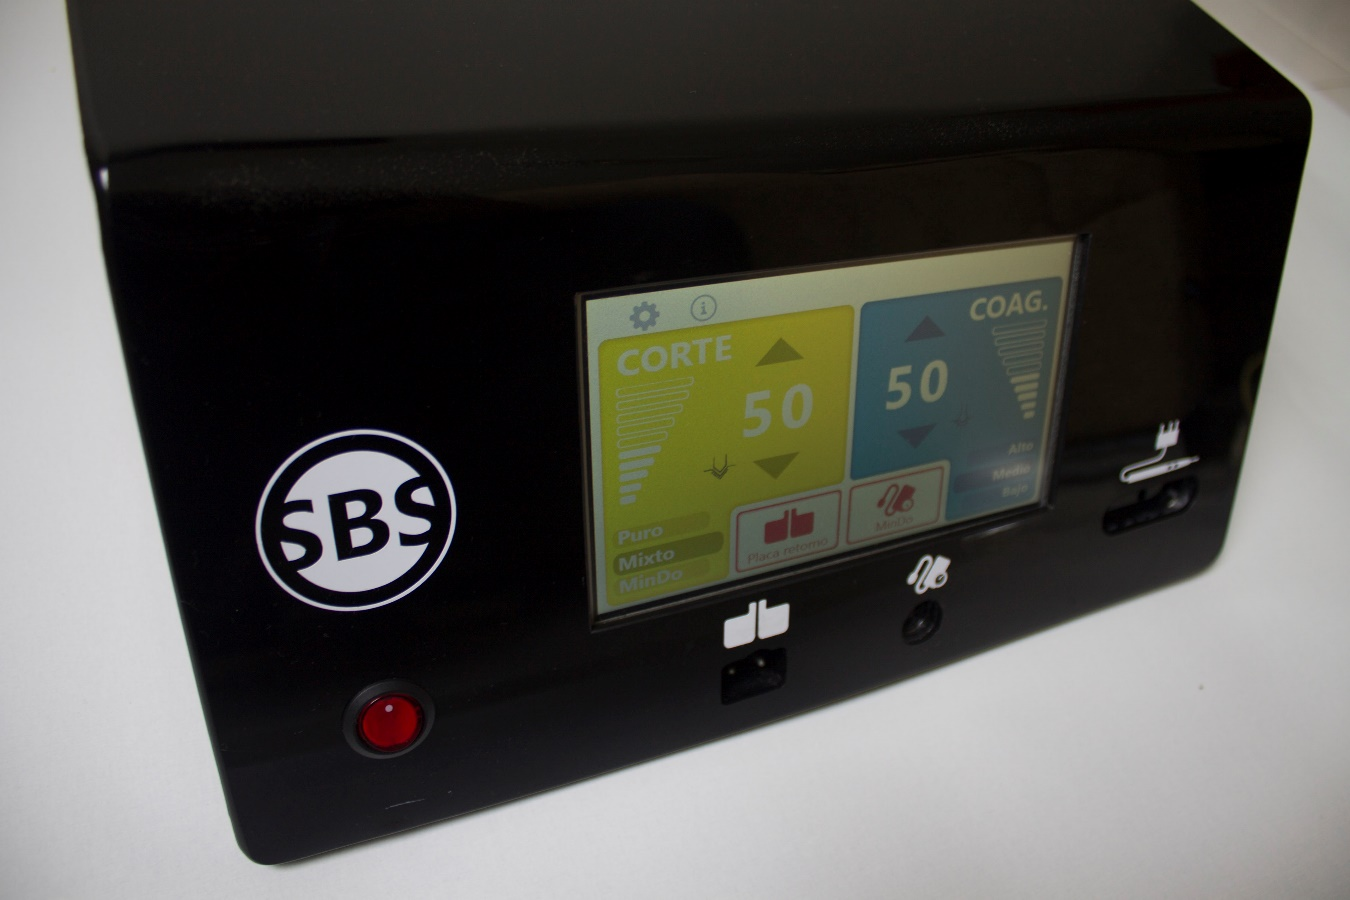 SBS
i
CORTE
50
Puro
Mixto
MinDo
COAG.
50
Alto
Medio
Bajo
Placa retorno
MinDo